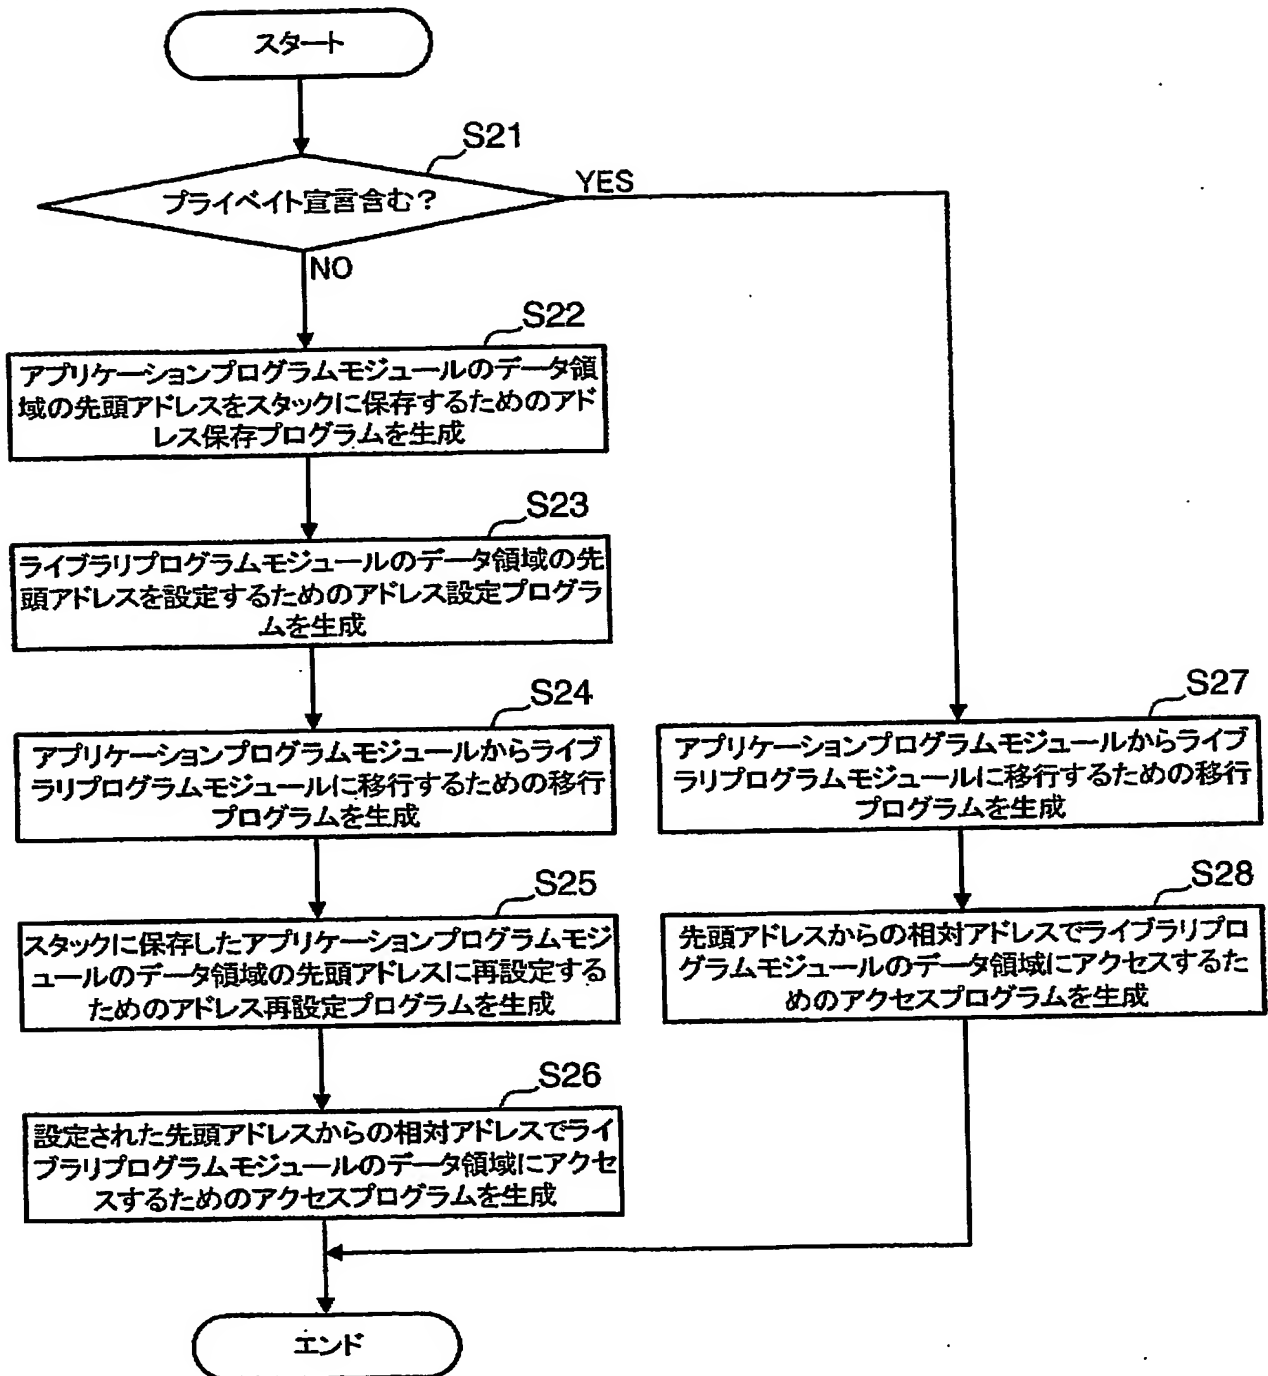 スタート
S21
プライベイト宣言含む？
YES
NO
S22
アプリケーションプログラムモジュールのデータ領
域の先頭アドレスをスタックに保存するためのアド
レス保存プログラムを生成
S23
ライブラリプログラムモジュールのデータ領域の先
頭アドレスを設定するためのアドレス設定プログラ
ムを生成
S24
アプリケーションプログラムモジュールからライブ
ラリプログラムモジュールに移行するための移行
プログラムを生成
S25
スタックに保存したアプリケーションプログラムモジ
ュールのデータ領域の先頭アドレスに再設定する
ためのアドレス再設定プログラムを生成
S26
設定された先頭アドレスからの相対アドレスでライ
ブラリプログラムモジュールのデータ領域にアクセ
スするためのアクセスプログラムを生成
S27
アプリケーションプログラムモジュールからライブ
ラリプログラムモジュールに移行するための移行
プログラムを生成
S28
先頭アドレスからの相対アドレスでライブラリプロ
グラムモジュールのデータ領域にアクセスするた
めのアクセスプログラムを生成
エンド